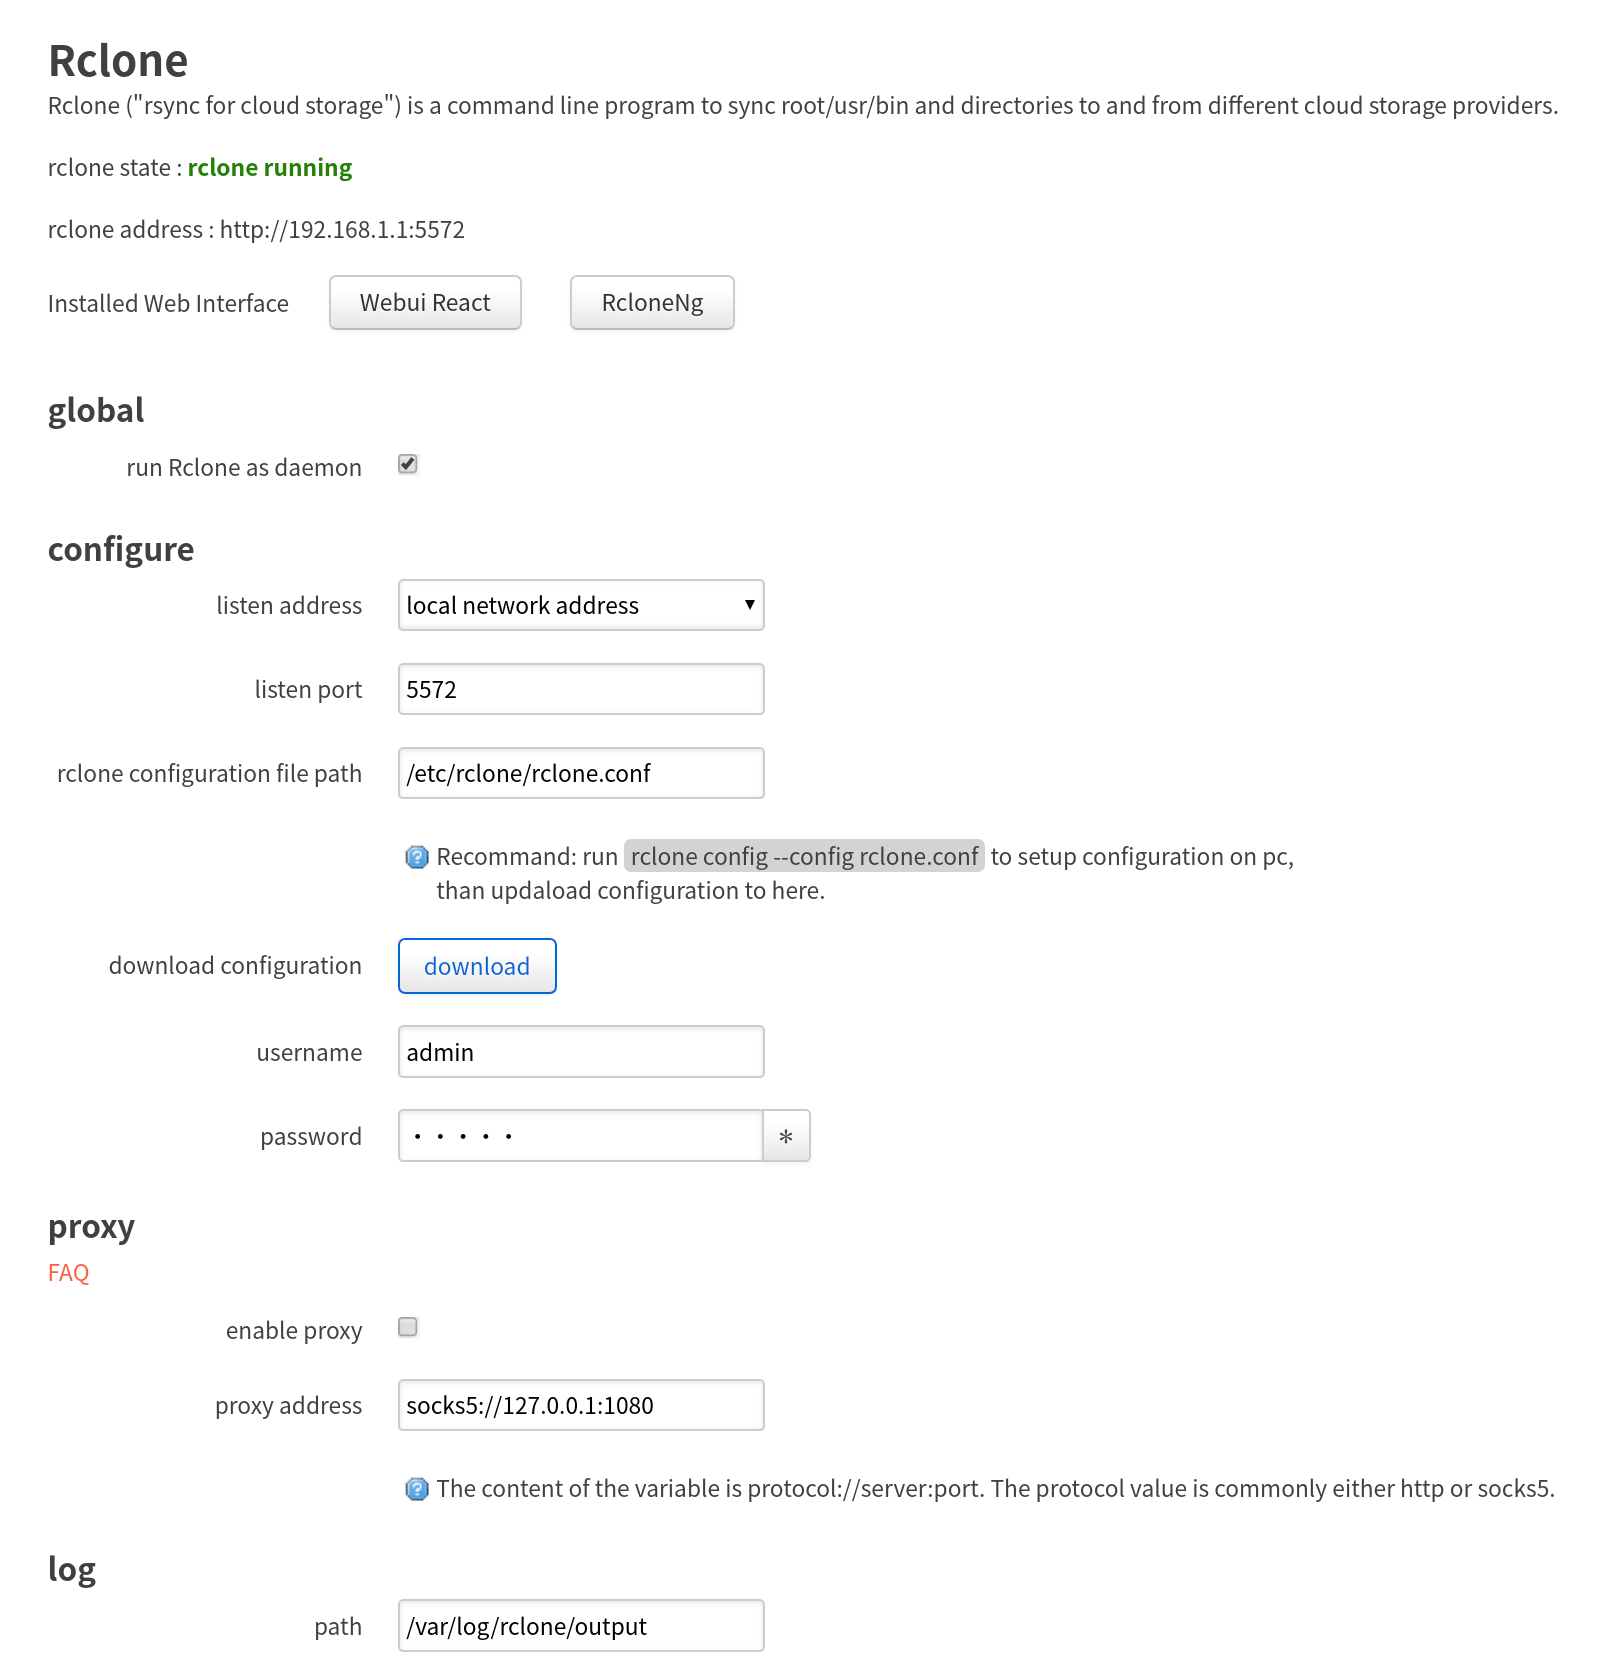 Rclone
Rclone ("rsync for cloud storage") is a command line program to sync root/usr/bin and directories to and from different cloud storage providers.
rclone state : rclone running
rclone address : http://192.168.1.1:5572
Installed Web Interface Webui React RcloneNg
global
run Rclone as daemon
configure
listen address local network address
listen port 5572
rclone configuration file path /etc/rclone/rclone.conf
Recommand: run rclone config --config rclone.conf to setup configuration on pc,
than updaload configuration to here.
download configuration download
username admin
password • • • • • *
proxy
FAQ
enable proxy
proxy address socks5://127.0.0.1:1080
The content of the variable is protocol://server:port. The protocol value is commonly either http or socks5.
log
path /var/log/rclone/output